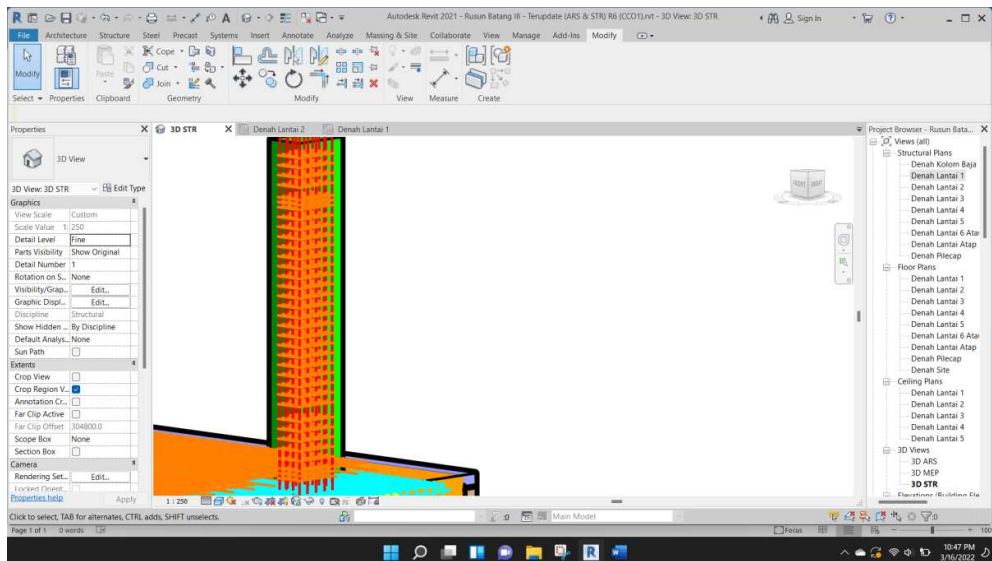 Autodesk Revit 2021 - Rusun Batang III - Terupdate (ARS & STR) R6 (CCO1).rvt - 3D View: 3D STR
Sign In
File Architecture Structure Steel Precast Systems Insert Annotate Analyze Massing & Site Collaborate View Manage Add-Ins Modify
Modify
Paste
Cope
Cut
Join
Select Properties Clipboard Geometry Modify View Measure Create
Properties
3D STR
Denah Lantai 2
Denah Lantai 1
Project Browser - Rusun Bata...
3D View
3D View: 3D STR
Edit Type
Graphics
View Scale Custom
Scale Value 1: 250
Detail Level Fine
Parts Visibility Show Original
Detail Number 1
Rotation on S... None
Visibility/Grap... Edit...
Graphic Displ... Edit...
Discipline Structural
Show Hidden ... By Discipline
Default Analys... None
Sun Path
Extents
Crop View
Crop Region V...
Annotation Cr...
Far Clip Active
Far Clip Offset 304800.0
Scope Box None
Section Box
Camera
Rendering Set... Edit...
Locked Orient...
Properties help
Apply
FRONT
RIGHT
Views (all)
Structural Plans
Denah Kolom Baja
Denah Lantai 1
Denah Lantai 2
Denah Lantai 3
Denah Lantai 4
Denah Lantai 5
Denah Lantai 6 Atap
Denah Lantai Atap
Denah Pilecap
Floor Plans
Denah Lantai 1
Denah Lantai 2
Denah Lantai 3
Denah Lantai 4
Denah Lantai 5
Denah Lantai 6 Atap
Denah Lantai Atap
Denah Pilecap
Denah Site
Ceiling Plans
Denah Lantai 1
Denah Lantai 2
Denah Lantai 3
Denah Lantai 4
Denah Lantai 5
3D Views
3D ARS
3D MEP
3D STR
Elevations (Building Ele
1 : 250
Click to select, TAB for alternates, CTRL adds, SHIFT unselects.
:0
Main Model
:0
Page 1 of 1 0 words
Focus
100
10:47 PM
3/16/2022